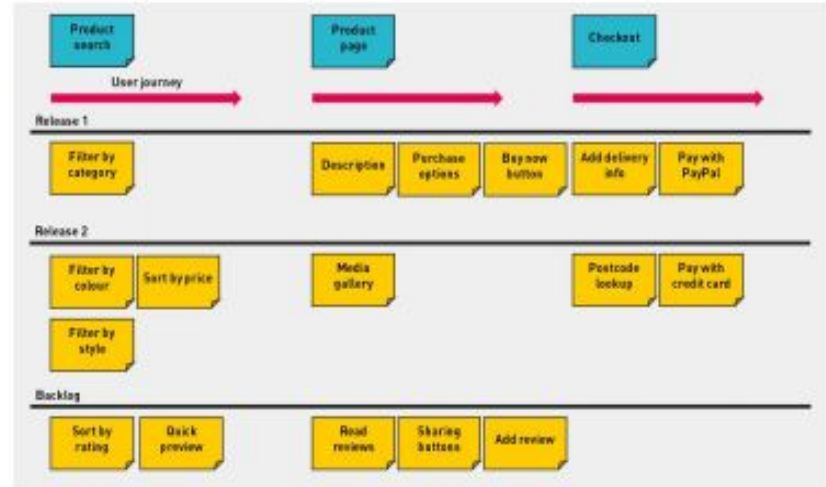 Product
search
Product
page
Checkout
User journey
Release 1
Filter by
category
Description
Purchase
options
Buy now
button
Add delivery
info
Pay with
PayPal
Release 2
Filter by
colour
Sort by price
Media
gallery
Postcode
lookup
Pay with
credit card
Filter by
style
Backlog
Sort by
rating
Quick
preview
Read
reviews
Sharing
buttons
Add review